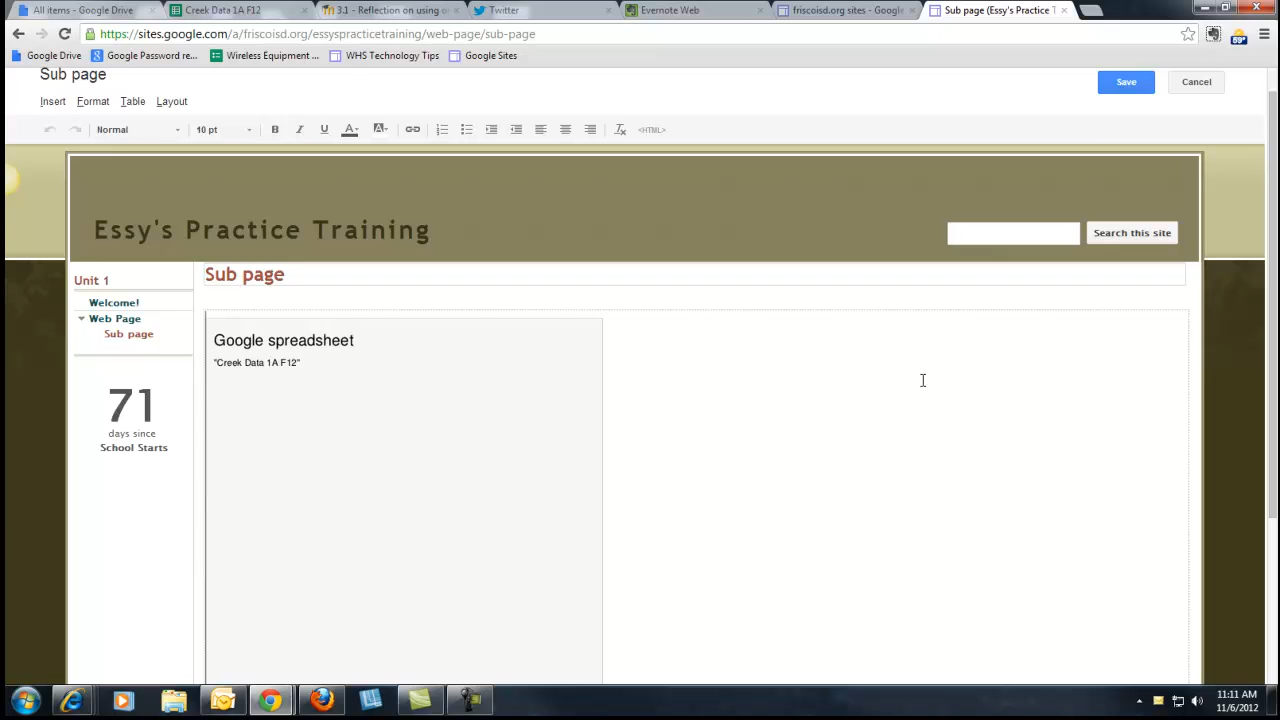 All items - Google Drive
Creek Data 1A F12
3.1 - Reflection on using o
Twitter
Evernote Web
friscoisd.org sites - Google
Sub page (Essy's Practice T
https://sites.google.com/a/friscoisd.org/essyspracticetraining/web-page/sub-page
59°
Google Drive
Google Password re...
Wireless Equipment ...
WHS Technology Tips
Google Sites
Sub page
Save
Cancel
Insert
Format
Table
Layout
Normal
10 pt
B
I
U
A
A
<HTML>
Essy's Practice Training
Search this site
Unit 1
Welcome!
Web Page
Sub page
71
days since
School Starts
Sub page
Google spreadsheet
"Creek Data 1A F12"
11:11 AM
11/6/2012